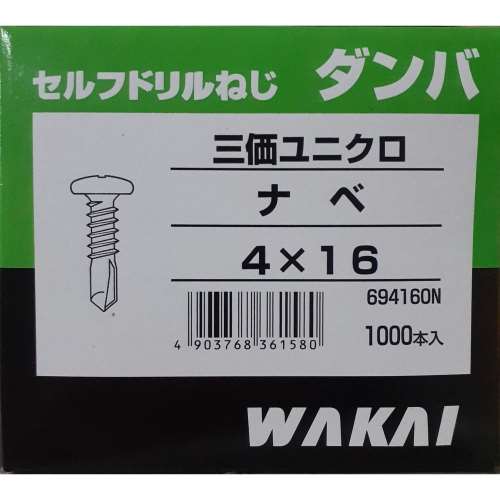 セルフドリルねじ ダンバ
三価ユニクロ
ナベ
4×16
694160N
4 903768 361580
1000本入
WAKAI